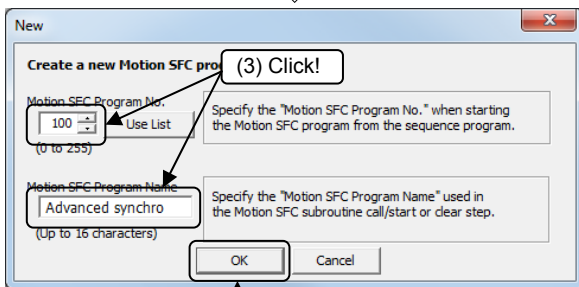 New
Create a new Motion SFC pro
(3) Click!
Motion SFC Program No.
100
Use List
(0 to 255)
Specify the "Motion SFC Program No." when starting
the Motion SFC program from the sequence program.
Motion SFC Program Name
Advanced synchro
(Up to 16 characters)
Specify the "Motion SFC Program Name" used in
the Motion SFC subroutine call/start or clear step.
OK
Cancel